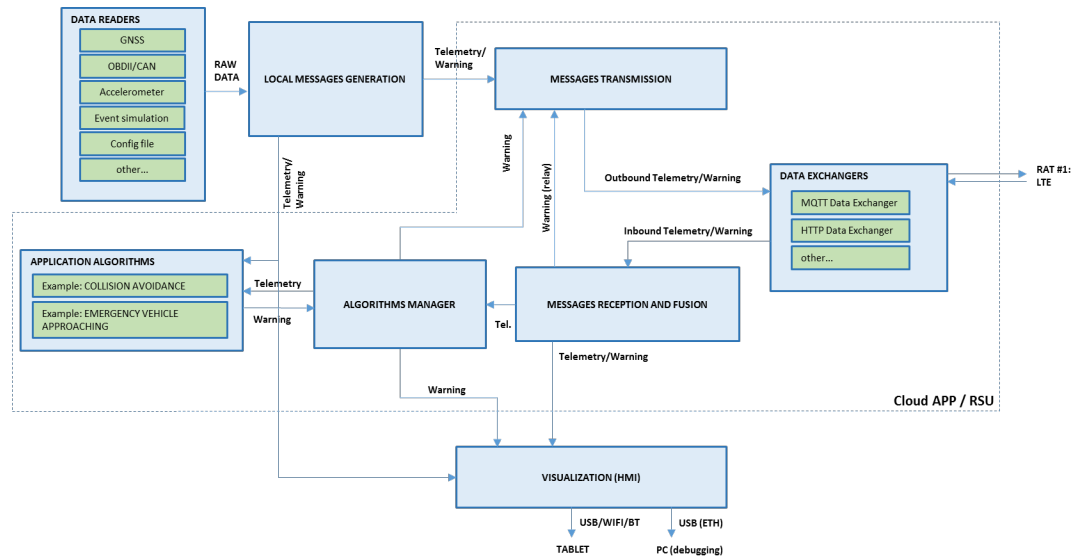 DATA READERS
GNSS
OBDII/CAN
Accelerometer
Event simulation
Config file
other...
RAW
DATA
LOCAL MESSAGES GENERATION
Telemetry/
Warning
MESSAGES TRANSMISSION
Telemetry/
Warning
Warning
Warning (relay)
Outbound Telemetry/Warning
DATA EXCHANGERS
MQTT Data Exchanger
HTTP Data Exchanger
other...
RAT #1:
LTE
Inbound Telemetry/Warning
APPLICATION ALGORITHMS
Example: COLLISION AVOIDANCE
Example: EMERGENCY VEHICLE
APPROACHING
Telemetry
Warning
ALGORITHMS MANAGER
Tel.
MESSAGES RECEPTION AND FUSION
Telemetry/Warning
Warning
Cloud APP / RSU
VISUALIZATION (HMI)
USB/WIFI/BT
USB (ETH)
TABLET
PC (debugging)